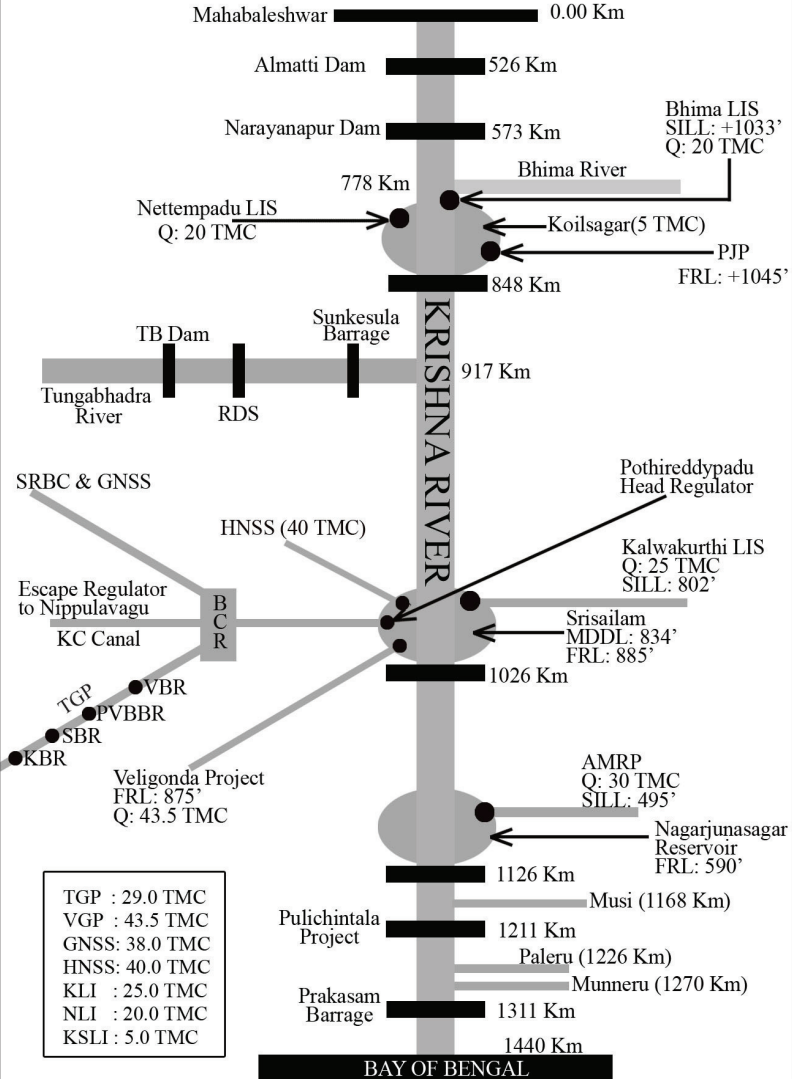 Mahabaleshwar
0.00 Km
Almatti Dam
526 Km
Narayanapur Dam
573 Km
Bhima LIS
SILL: +1033’
Q: 20 TMC
Bhima River
778 Km
Nettempadu LIS
Q: 20 TMC
Koilsagar(5 TMC)
PJP
FRL: +1045’
848 Km
KRISHNA RIVER
TB Dam
Sunkesula
Barrage
917 Km
Tungabhadra
River
RDS
SRBC & GNSS
Pothireddypadu
Head Regulator
HNSS (40 TMC)
Kalwakurthi LIS
Q: 25 TMC
SILL: 802’
Escape Regulator
to Nippulavagu
KC Canal
B
C
R
Srisailam
MDDL: 834’
FRL: 885’
1026 Km
TGP
VBR
PVBBR
SBR
KBR
Veligonda Project
FRL: 875’
Q: 43.5 TMC
AMRP
Q: 30 TMC
SILL: 495’
Nagarjunasagar
Reservoir
FRL: 590’
1126 Km
Musi (1168 Km)
Pulichintala
Project
1211 Km
Paleru (1226 Km)
Munneru (1270 Km)
Prakasam
Barrage
1311 Km
TGP : 29.0 TMC
VGP : 43.5 TMC
GNSS: 38.0 TMC
HNSS: 40.0 TMC
KLI : 25.0 TMC
NLI : 20.0 TMC
KSLI : 5.0 TMC
1440 Km
BAY OF BENGAL